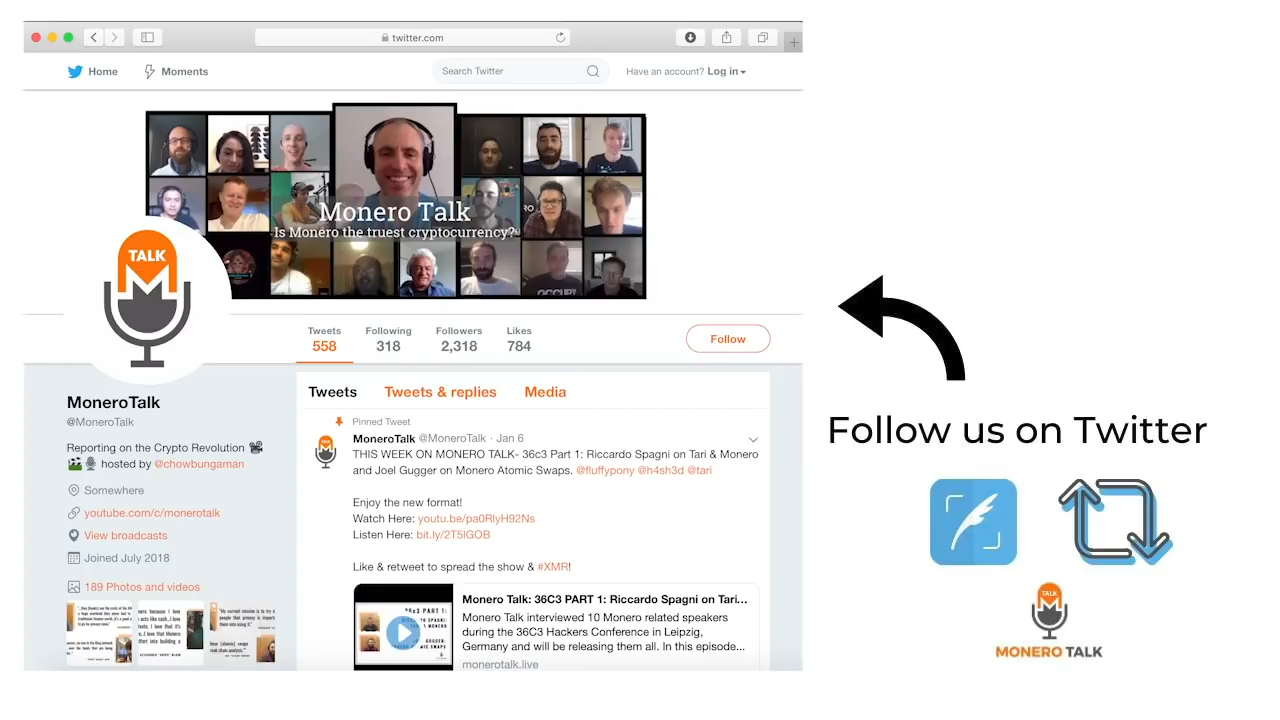 twitter.com
Home
Moments
Search Twitter
Have an account? Log in
Monero Talk
Is Monero the truest cryptocurrency?
TALK
Tweets
558
Following
318
Followers
2,318
Likes
784
Follow
MoneroTalk
@MoneroTalk
Reporting on the Crypto Revolution
hosted by @chowbungaman
Somewhere
youtube.com/c/monerotalk
View broadcasts
Joined July 2018
189 Photos and videos
Tweets
Tweets & replies
Media
Pinned Tweet
MoneroTalk @MoneroTalk · Jan 6
THIS WEEK ON MONERO TALK- 36c3 Part 1: Riccardo Spagni on Tari & Monero
and Joel Gugger on Monero Atomic Swaps. @fluffypony @h4sh3d @tari
Enjoy the new format!
Watch Here: youtu.be/pa0RlyH92Ns
Listen Here: bit.ly/2T5IGOB
Like & retweet to spread the show & #XMR!
Monero Talk: 36C3 PART 1: Riccardo Spagni on Tari...
Monero Talk interviewed 10 Monero related speakers
during the 36C3 Hackers Conference in Leipzig,
Germany and will be releasing them all. In this episode...
monerotalk.live
Follow us on Twitter
TALK
MONERO TALK